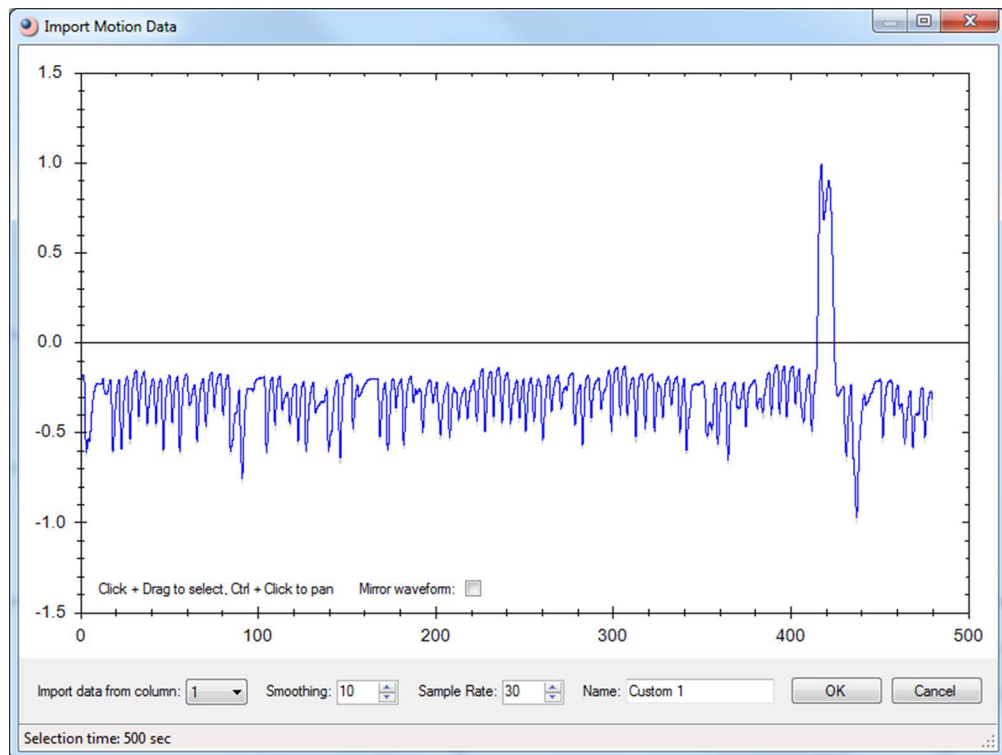 Import Motion Data
1.5
1.0
0.5
0.0
-0.5
-1.0
-1.5
Click + Drag to select, Ctrl + Click to pan Mirror waveform:
0 100 200 300 400 500
Import data from column: 1 Smoothing: 10 Sample Rate: 30 Name: Custom 1 OK Cancel
Selection time: 500 sec